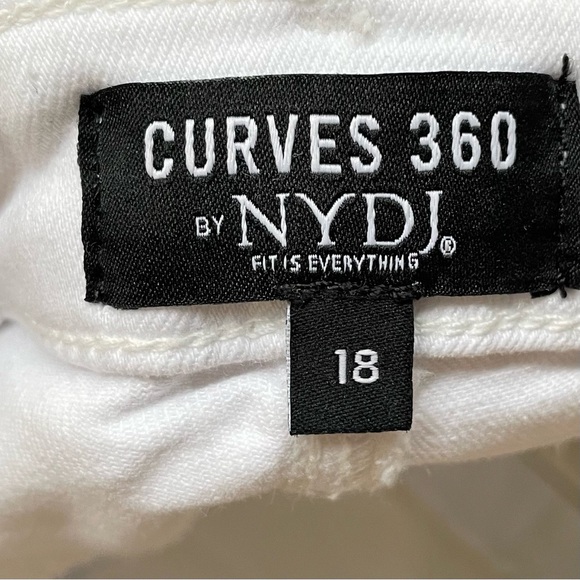 CURVES 360
BY NYDJ®
FIT IS EVERYTHING
18